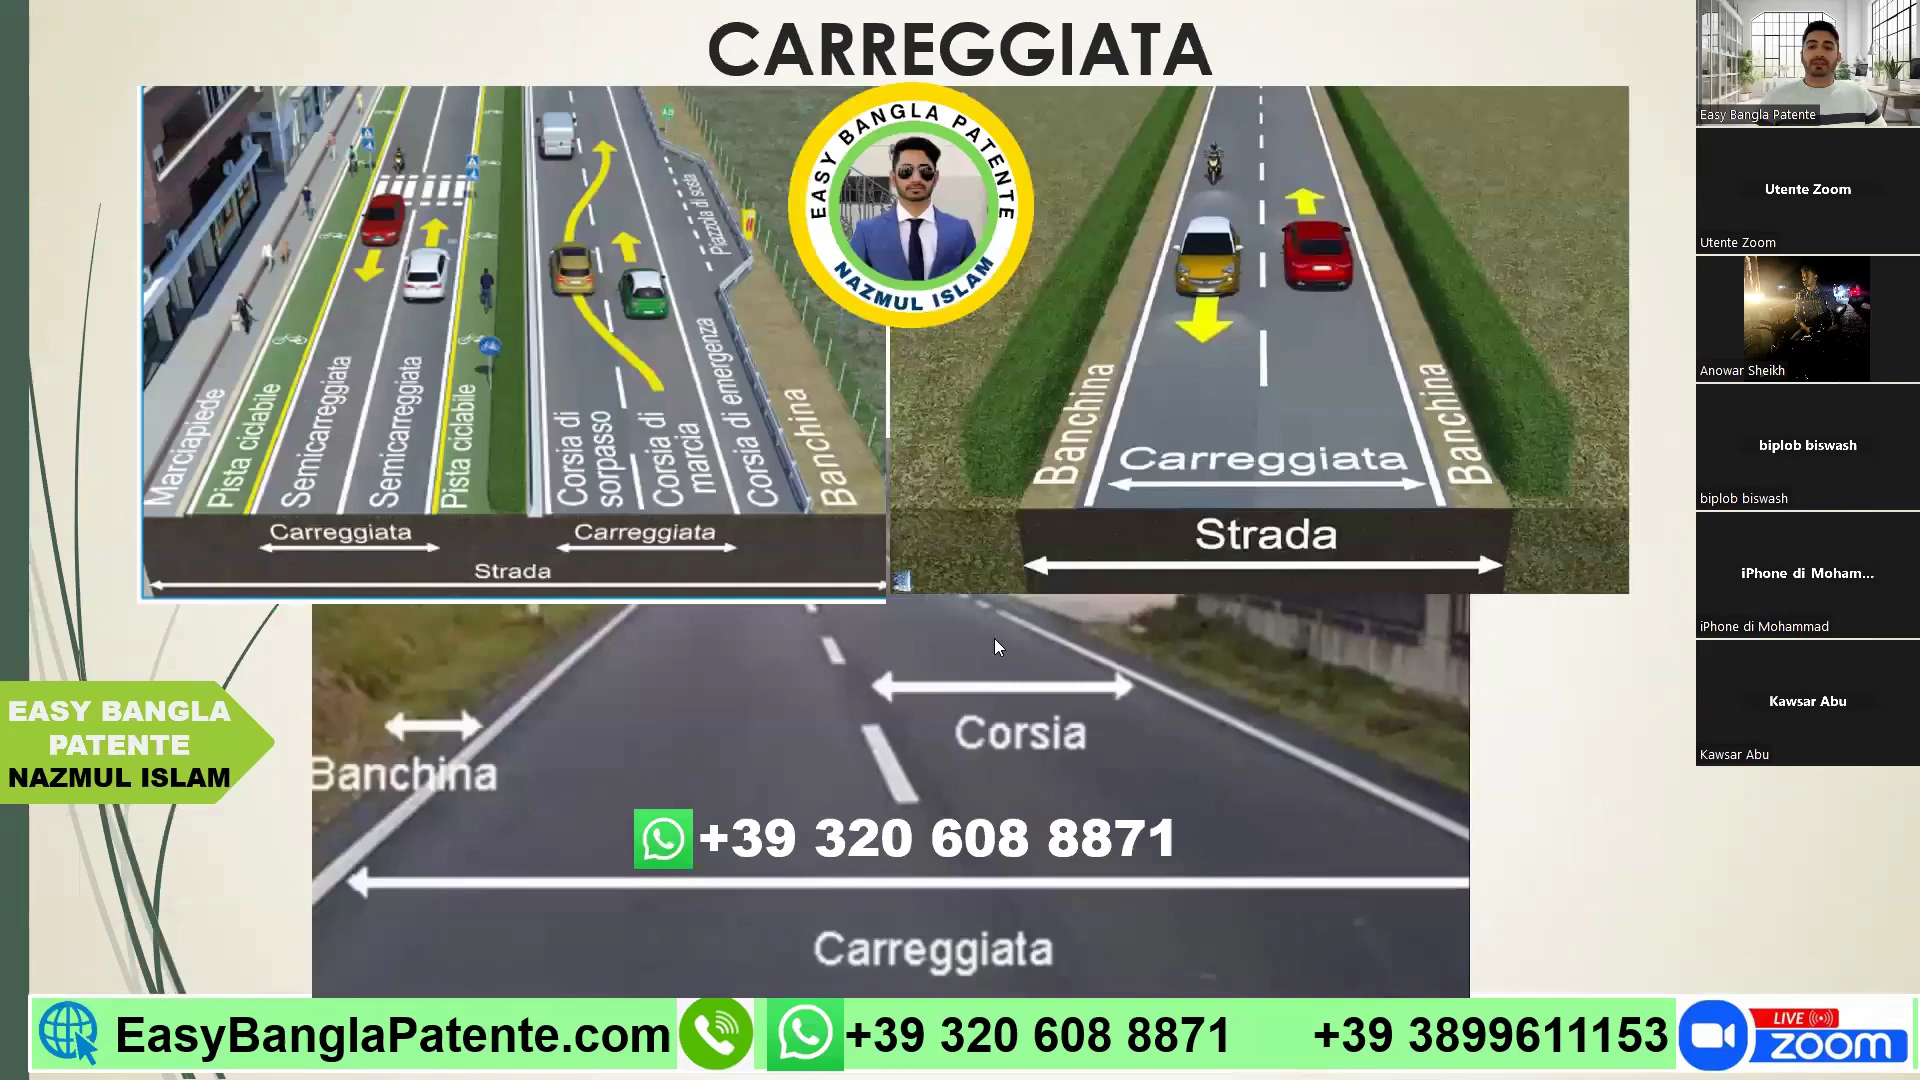 CARREGGIATA
Marciapiede
Pista ciclabile
Semicarreggiata
Semicarreggiata
Pista ciclabile
Corsia di
sorpasso
Corsia di
marcia
Corsia di emergenza
Piazzola di sosta
Banchina
Carreggiata
Carreggiata
Strada
EASY BANGLA PATENTE
NAZMUL ISLAM
Banchina
Carreggiata
Banchina
Strada
Corsia
Banchina
+39 320 608 8871
Carreggiata
EASY BANGLA
PATENTE
NAZMUL ISLAM
EasyBanglaPatente.com
+39 320 608 8871
+39 3899611153
LIVE
zoom
Easy Bangla Patente
Utente Zoom
Utente Zoom
Anowar Sheikh
biplob biswash
biplob biswash
iPhone di Moham...
iPhone di Mohammad
Kawsar Abu
Kawsar Abu